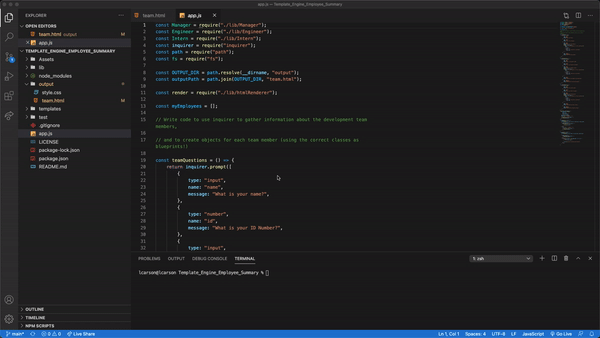 app.js — Template_Engine_Employee_Summary
EXPLORER
OPEN EDITORS
team.html output M
app.js
TEMPLATE_ENGINE_EMPLOYEE_SUMMARY
Assets
lib
node_modules
output
style.css
team.html M
templates
test
.gitignore
app.js
LICENSE
package-lock.json
package.json
README.md
OUTLINE
TIMELINE
NPM SCRIPTS
team.html
app.js
1 const Manager = require("./lib/Manager");
2 const Engineer = require("./lib/Engineer");
3 const Intern = require("./lib/Intern");
4 const inquirer = require("inquirer");
5 const path = require("path");
6 const fs = require("fs");
7
8 const OUTPUT_DIR = path.resolve(__dirname, "output");
9 const outputPath = path.join(OUTPUT_DIR, "team.html");
10
11 const render = require("./lib/htmlRenderer");
12
13 const myEmployees = [];
14
15 // Write code to use inquirer to gather information about the development team
members,
16
17 // and to create objects for each team member (using the correct classes as
blueprints!)
18
19 const teamQuestions = () => {
20 return inquirer.prompt([
21 {
22 type: "input",
23 name: "name",
24 message: "What is your name?",
25 },
26 {
27 type: "number",
28 name: "id",
29 message: "What is your ID Number?",
30 },
31 {
32 type: "input",
PROBLEMS OUTPUT DEBUG CONSOLE TERMINAL
lcarson@lcarson Template_Engine_Employee_Summary %
main* 0 0 Live Share Ln 1, Col 1 Spaces: 4 UTF-8 LF JavaScript Go Live